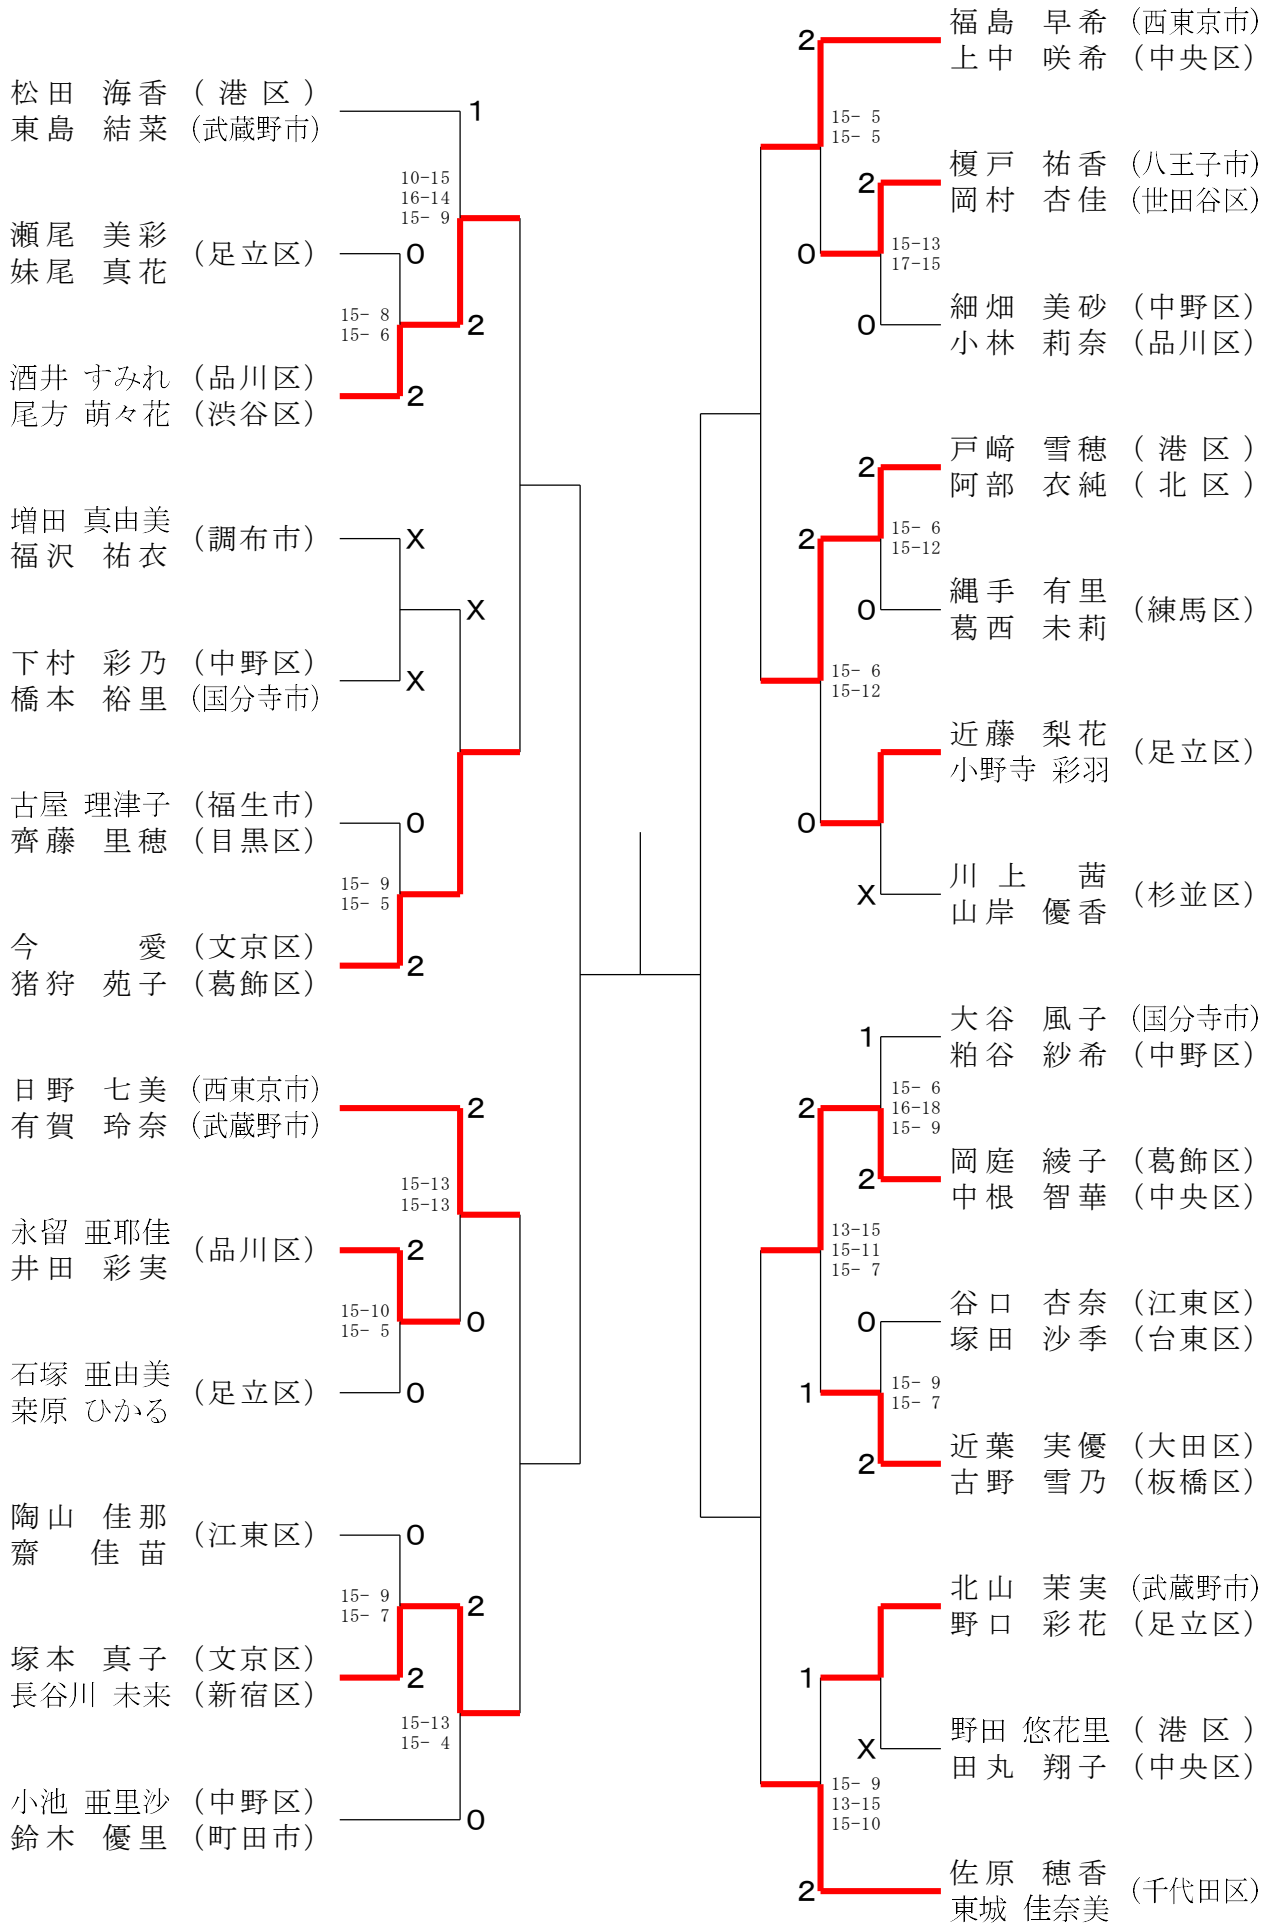 松田 海香 (港区)
東島 結菜 (武蔵野市)
1
10-15
16-14
15- 9
瀬尾 美彩
妹尾 真花
(足立区)
0
15- 8
15- 6
2
酒井 すみれ (品川区)
尾方 萌々花 (渋谷区)
2
増田 真由美
福沢 祐衣
(調布市)
X
X
下村 彩乃 (中野区)
橋本 裕里 (国分寺市)
X
古屋 理津子 (福生市)
齊藤 里穂 (目黒区)
0
15- 9
15- 5
今 愛 (文京区)
猪狩 苑子 (葛飾区)
2
日野 七美 (西東京市)
有賀 玲奈 (武蔵野市)
2
15-13
15-13
永留 亜耶佳
井田 彩実
(品川区)
2
15-10
15- 5
0
石塚 亜由美
桒原 ひかる
(足立区)
0
陶山 佳那
齋 佳苗
(江東区)
0
15- 9
15- 7
2
塚本 真子 (文京区)
長谷川 未来 (新宿区)
2
15-13
15- 4
小池 亜里沙 (中野区)
鈴木 優里 (町田市)
0
福島 早希 (西東京市)
上中 咲希 (中央区)
2
15- 5
15- 5
榎戸 祐香 (八王子市)
岡村 杏佳 (世田谷区)
2
0
15-13
17-15
細畑 美砂 (中野区)
小林 莉奈 (品川区)
0
戸﨑 雪穂 (港区)
阿部 衣純 (北区)
2
2
15- 6
15-12
縄手 有里
葛西 未莉
(練馬区)
0
15- 6
15-12
近藤 梨花
小野寺 彩羽
(足立区)
0
川上 茜
山岸 優香
(杉並区)
X
大谷 風子 (国分寺市)
粕谷 紗希 (中野区)
1
2
15- 6
16-18
15- 9
岡庭 綾子 (葛飾区)
中根 智華 (中央区)
2
13-15
15-11
15- 7
谷口 杏奈 (江東区)
塚田 沙季 (台東区)
0
1
15- 9
15- 7
近葉 実優 (大田区)
古野 雪乃 (板橋区)
2
北山 茉実 (武蔵野市)
野口 彩花 (足立区)
1
野田 悠花里 (港区)
田丸 翔子 (中央区)
X
15- 9
13-15
15-10
佐原 穂香
東城 佳奈美
(千代田区)
2